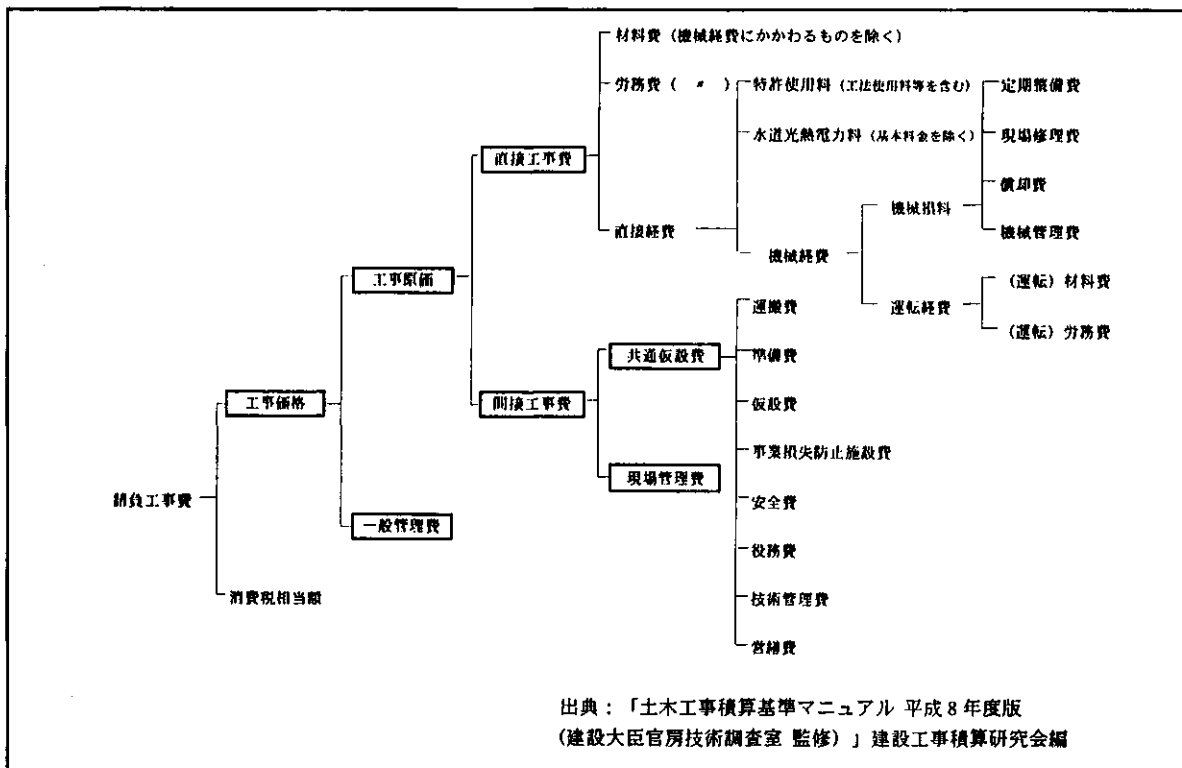 材料費（機械経費にかかわるものを除く）
労務費（　〃　）
特許使用料（工法使用料等を含む）
定期整備費
水道光熱電力料（基本料金を除く）
現場修理費
直接工事費
償却費
機械損料
直接経費
機械管理費
機械経費
工事原価
（運転）材料費
運搬費
運転経費
（運転）労務費
共通仮設費
準備費
工事価格
間接工事費
仮設費
事業損失防止施設費
現場管理費
請負工事費
安全費
一般管理費
役務費
消費税相当額
技術管理費
営繕費
出典：「土木工事積算基準マニュアル 平成８年度版
（建設大臣官房技術調査室 監修）」建設工事積算研究会編